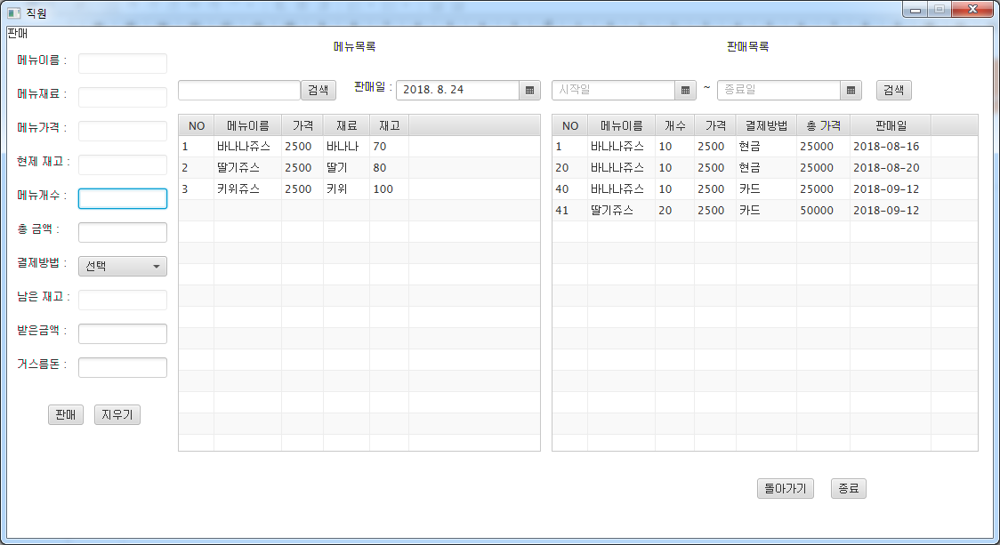 직원
판매
메뉴목록
판매목록
메뉴이름 :
메뉴재료 :
메뉴가격 :
현제 재고 :
메뉴개수 :
총 금액 :
결제방법 : 선택
남은 재고 :
받은금액 :
거스름돈 :
판매 지우기
검색 판매일 : 2018. 8. 24
NO 메뉴이름 가격 재료 재고
1 바나나쥬스 2500 바나나 70
2 딸기쥬스 2500 딸기 80
3 키위쥬스 2500 키위 100
시작일 ~ 종료일 검색
NO 메뉴이름 개수 가격 결제방법 총 가격 판매일
1 바나나쥬스 10 2500 현금 25000 2018-08-16
20 바나나쥬스 10 2500 현금 25000 2018-08-20
40 바나나쥬스 10 2500 카드 25000 2018-09-12
41 딸기쥬스 20 2500 카드 50000 2018-09-12
돌아가기 종료